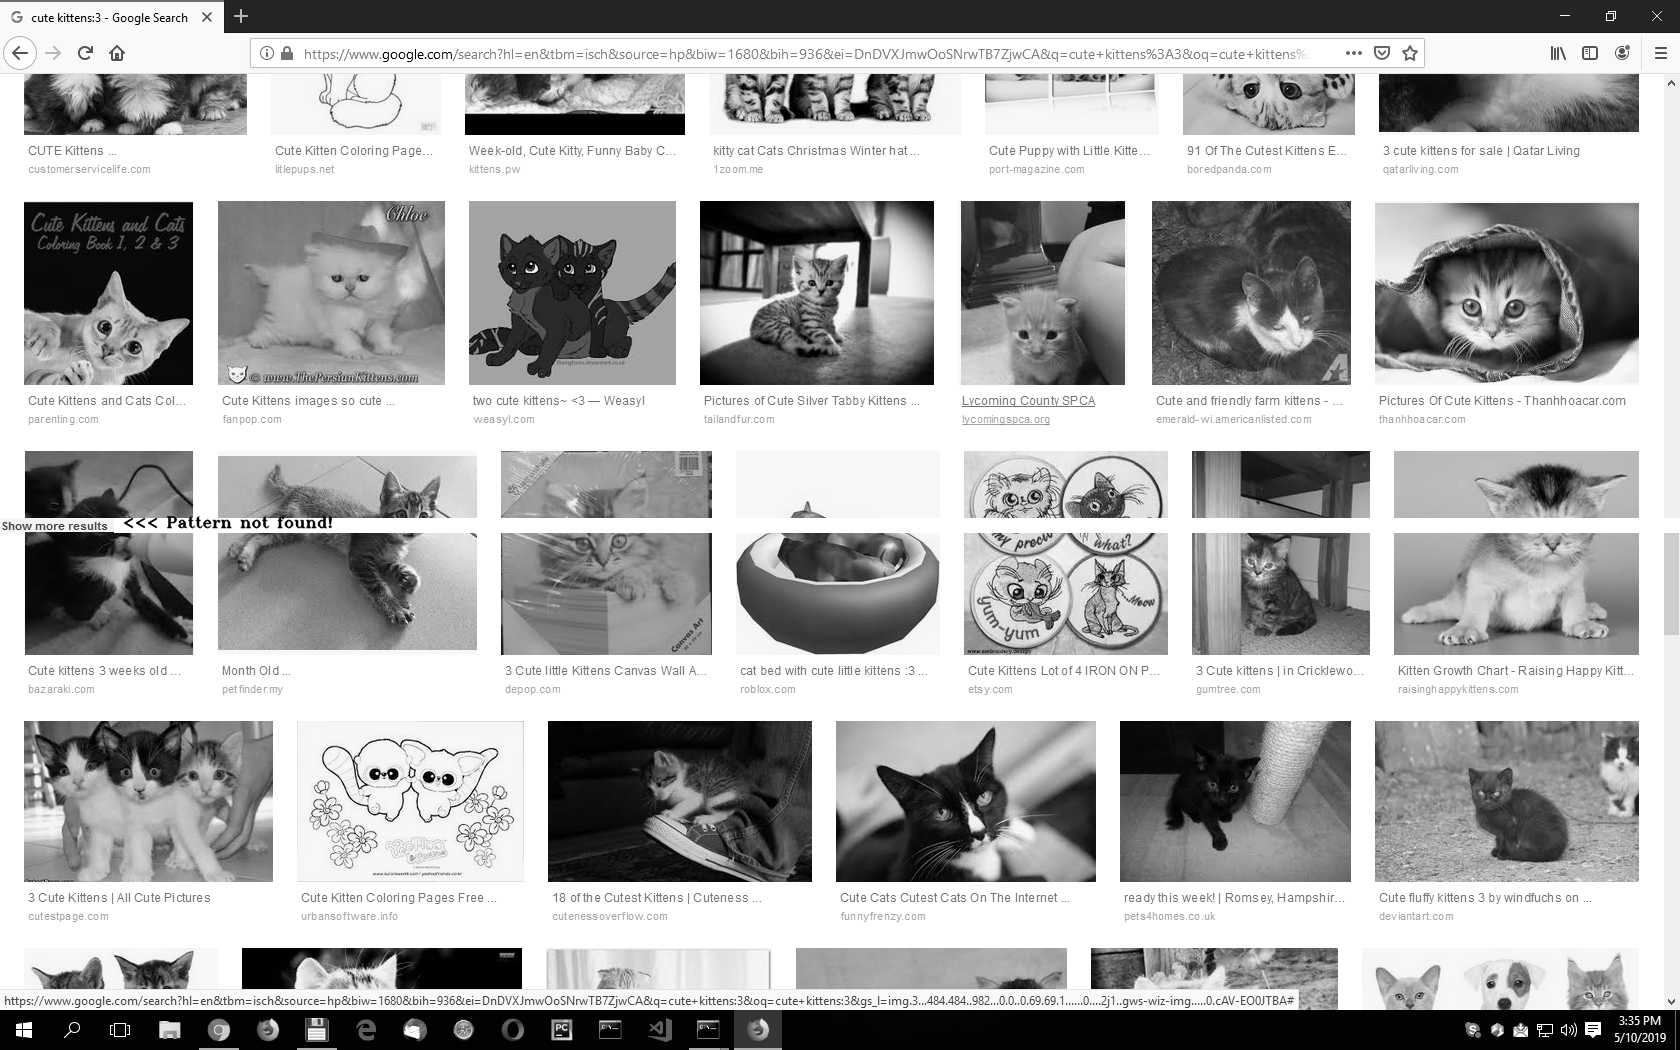 cute kittens:3 - Google Search
https://www.google.com/search?hl=en&tbm=isch&source=hp&biw=1680&bih=936&ei=DnDVXJmwOoSNrwTB7ZjwCA&q=cute+kittens%3A3&oq=cute+kittens%
CUTE Kittens ...
customerservicelife.com
Cute Kitten Coloring Page...
litlepups.net
Week-old, Cute Kitty, Funny Baby C...
kittens.pw
kitty cat Cats Christmas Winter hat ...
1zoom.me
Cute Puppy with Little Kitte...
port-magazine.com
91 Of The Cutest Kittens E...
boredpanda.com
3 cute kittens for sale | Qatar Living
qatarliving.com
Cute Kittens and Cats
Coloring Book 1, 2 & 3
Chloe
© www.ThePersianKittens.com
Cute Kittens and Cats Col...
parenting.com
Cute Kittens images so cute ...
fanpop.com
two cute kittens~ <3 — Weasyl
weasyl.com
Pictures of Cute Silver Tabby Kittens ...
tailandfur.com
Lycoming County SPCA
lycomingspca.org
Cute and friendly farm kittens - ...
emerald-wi.americanlisted.com
Pictures Of Cute Kittens - Thanhhoacar.com
thanhhoacar.com
Show more results <<< Pattern not found!
my preci
what?
yum-yum
...Meow
Canvas Art
Cute kittens 3 weeks old ...
bazaraki.com
Month Old ...
petfinder.my
3 Cute little Kittens Canvas Wall A...
depop.com
cat bed with cute little kittens :3 ...
roblox.com
Cute Kittens Lot of 4 IRON ON P...
etsy.com
3 Cute kittens | in Cricklewo...
gumtree.com
Kitten Growth Chart - Raising Happy Kitt...
raisinghappykittens.com
3 Cute Kittens | All Cute Pictures
cutestpage.com
Cute Kitten Coloring Pages Free ...
urbansoftware.info
18 of the Cutest Kittens | Cuteness ...
cutenessoverflow.com
Cute Cats Cutest Cats On The Internet ...
funnyfrenzy.com
ready this week! | Romsey, Hampshir...
pets4homes.co.uk
Cute fluffy kittens 3 by windfuchs on ...
deviantart.com
https://www.google.com/search?hl=en&tbm=isch&source=hp&biw=1680&bih=936&ei=DnDVXJmwOoSNrwTB7ZjwCA&q=cute+kittens:3&oq=cute+kittens:3&gs_l=img.3...484.484..982...0.0..0.69.69.1......0....2j1..gws-wiz-img.....0.cAV-EO0JTBA#
PC
3:35 PM
5/10/2019